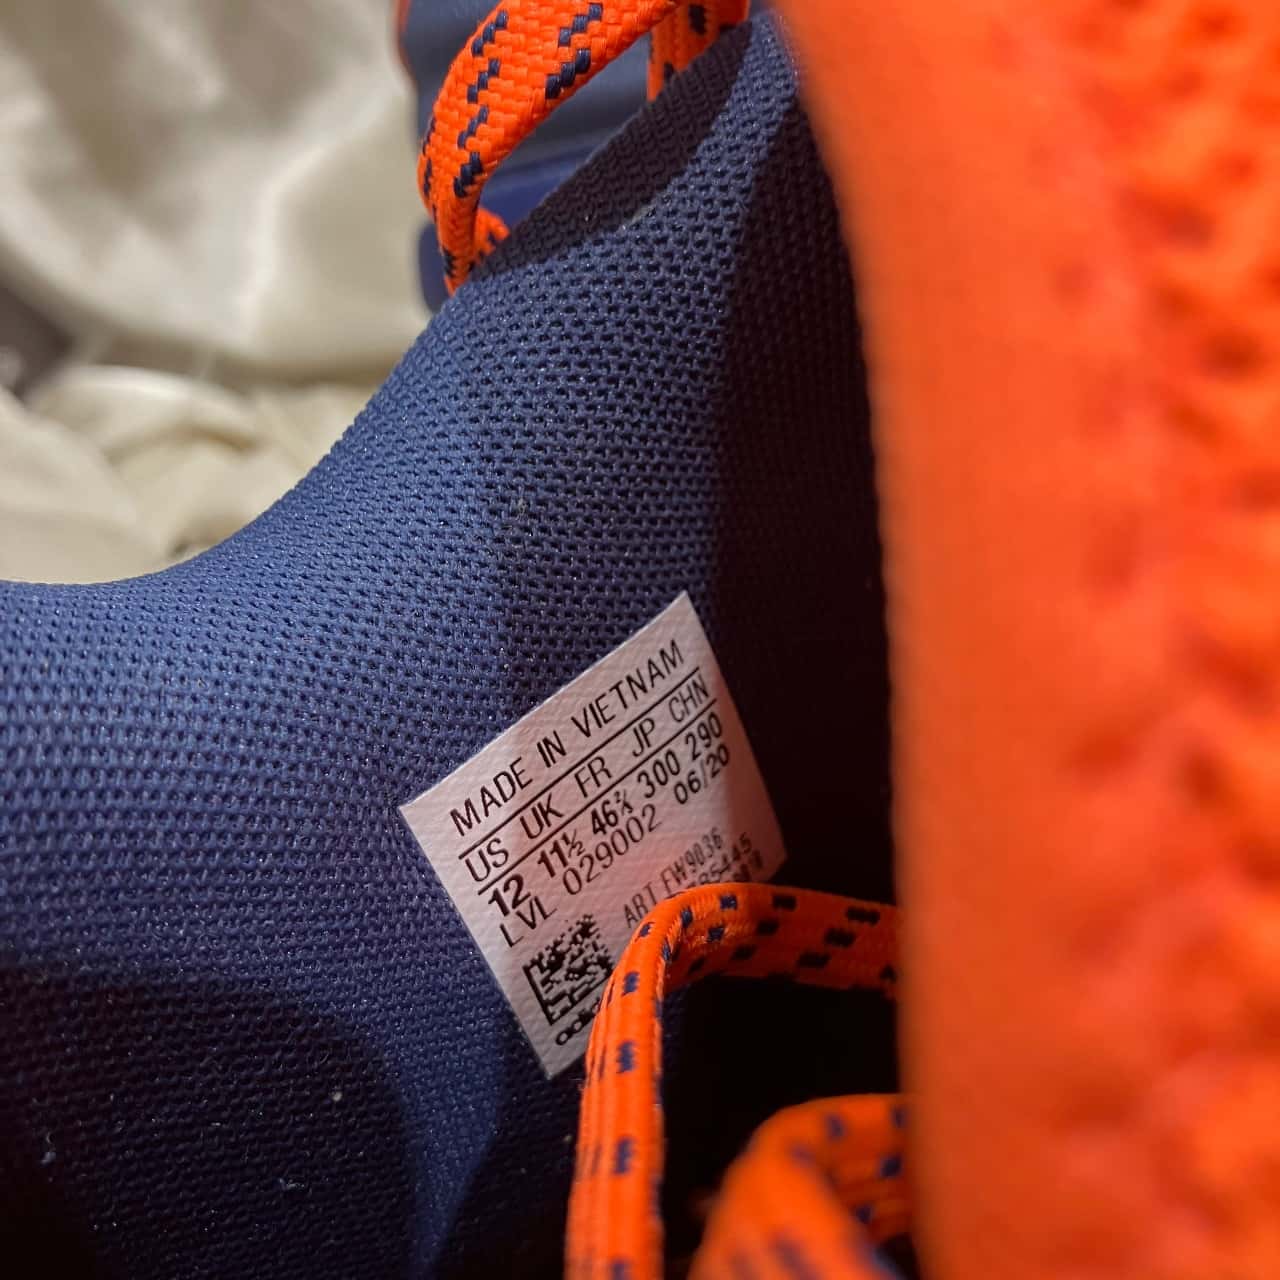 MADE IN VIETNAM
US UK FR JP CHN
12 11½ 46⅔ 300 290
LVL 029002 06/20
ART FW9036